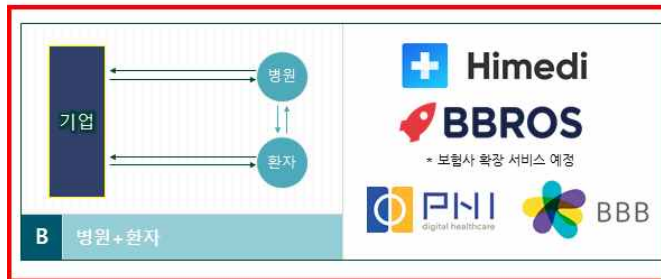 기업
병원
환자
B 병원+환자
Himedi
BBROS
* 보험사 확장 서비스 예정
PHI
digital healthcare
BBB